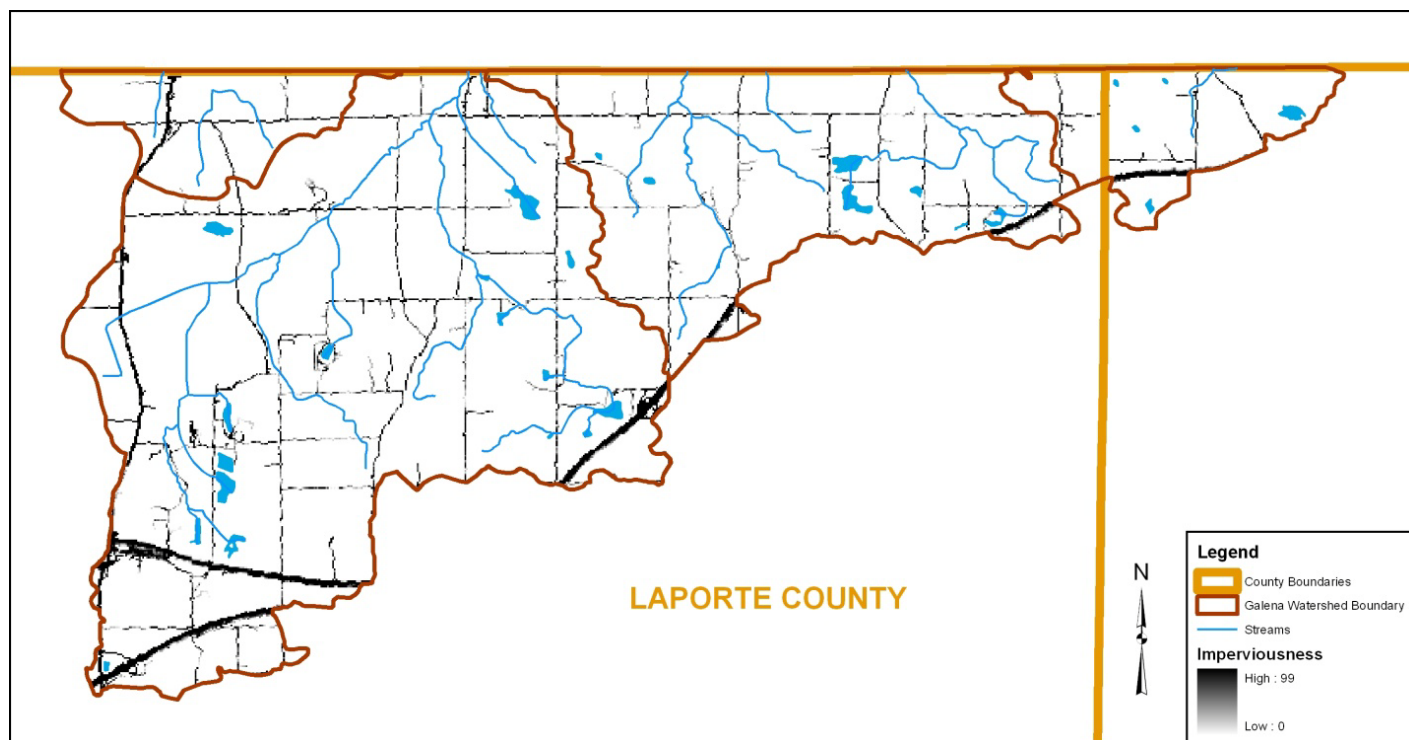 LAPORTE COUNTY
N
Legend
County Boundaries
Galena Watershed Boundary
Streams
Imperviousness
High : 99
Low : 0